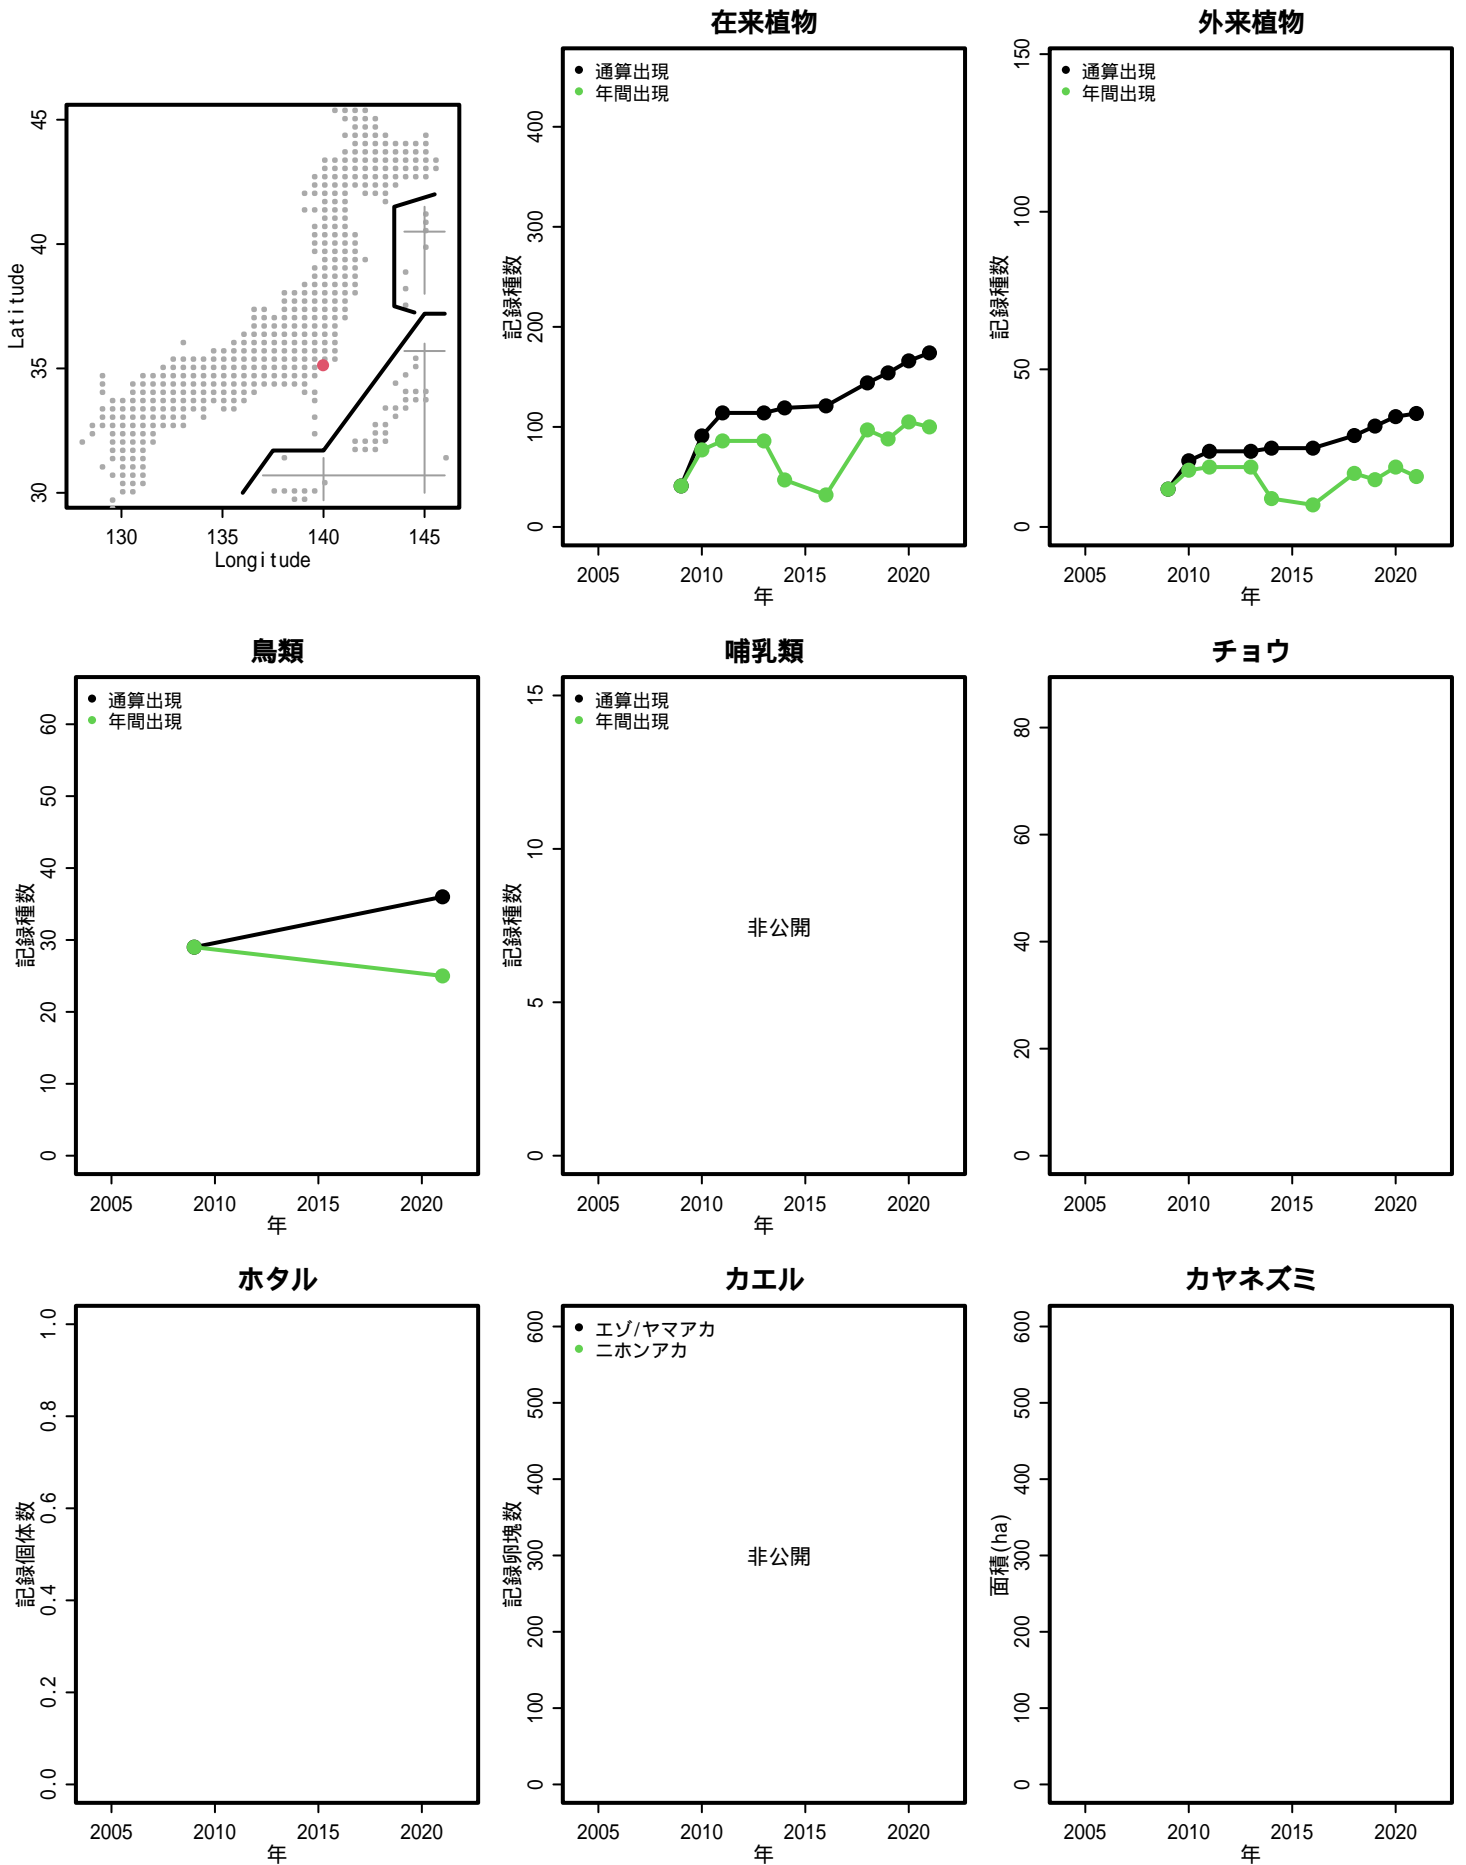 45
40
35
30
Latitude
130
135
140
145
Longitude
在来植物
通算出現
年間出現
400
300
200
100
0
記録種数
2005
2010
2015
2020
年
外来植物
通算出現
年間出現
150
100
50
0
記録種数
2005
2010
2015
2020
年
鳥類
通算出現
年間出現
60
50
40
30
20
10
0
記録種数
2005
2010
2015
2020
年
哺乳類
通算出現
年間出現
15
10
5
0
記録種数
非公開
2005
2010
2015
2020
年
チョウ
80
60
40
20
0
2005
2010
2015
2020
ホタル
1.0
0.8
0.6
0.4
0.2
0.0
記録個体数
2005
2010
2015
2020
年
カエル
エゾ/ヤマアカ
ニホンアカ
600
500
400
300
200
100
0
記録卵塊数
非公開
2005
2010
2015
2020
年
カヤネズミ
600
500
400
300
200
100
0
面積(ha)
2005
2010
2015
2020
年